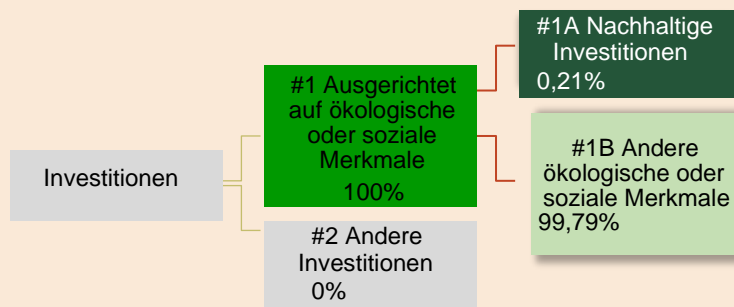 Investitionen
#1 Ausgerichtet
auf ökologische
oder soziale
Merkmale
100%
#2 Andere
Investitionen
0%
#1A Nachhaltige
Investitionen
0,21%
#1B Andere
ökologische oder
soziale Merkmale
99,79%